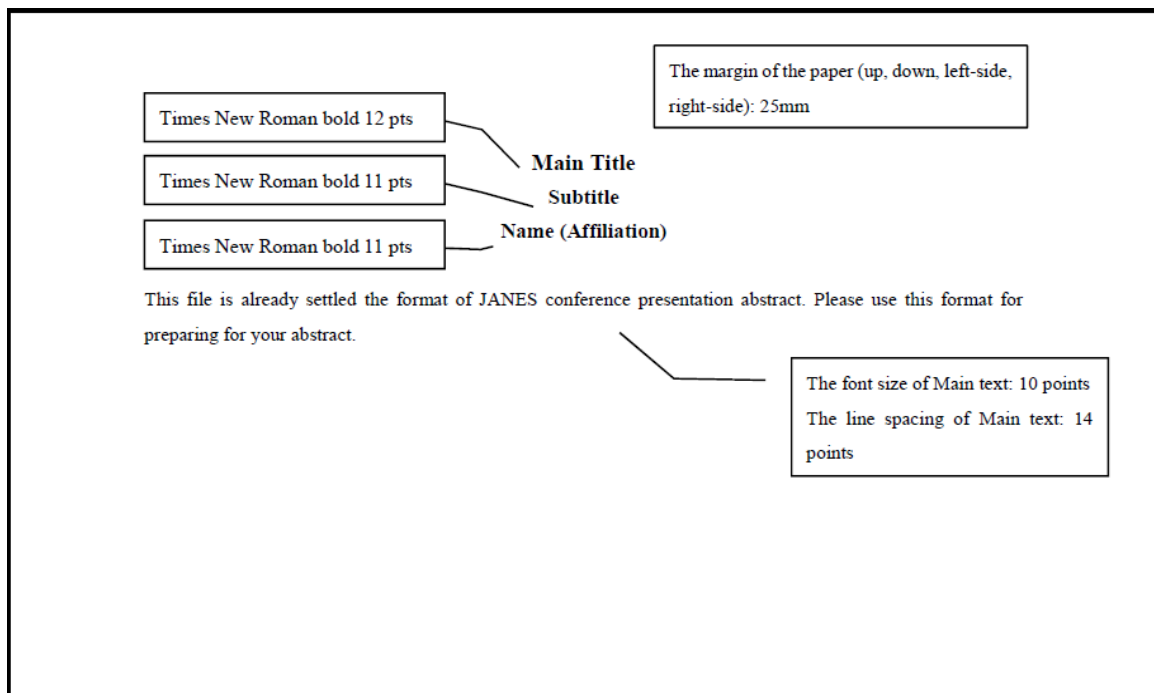 The margin of the paper (up, down, left-side,
right-side): 25mm
Times New Roman bold 12 pts
Main Title
Times New Roman bold 11 pts
Subtitle
Name (Affiliation)
Times New Roman bold 11 pts
This file is already settled the format of JANES conference presentation abstract. Please use this format for
preparing for your abstract.
The font size of Main text: 10 points
The line spacing of Main text: 14
points